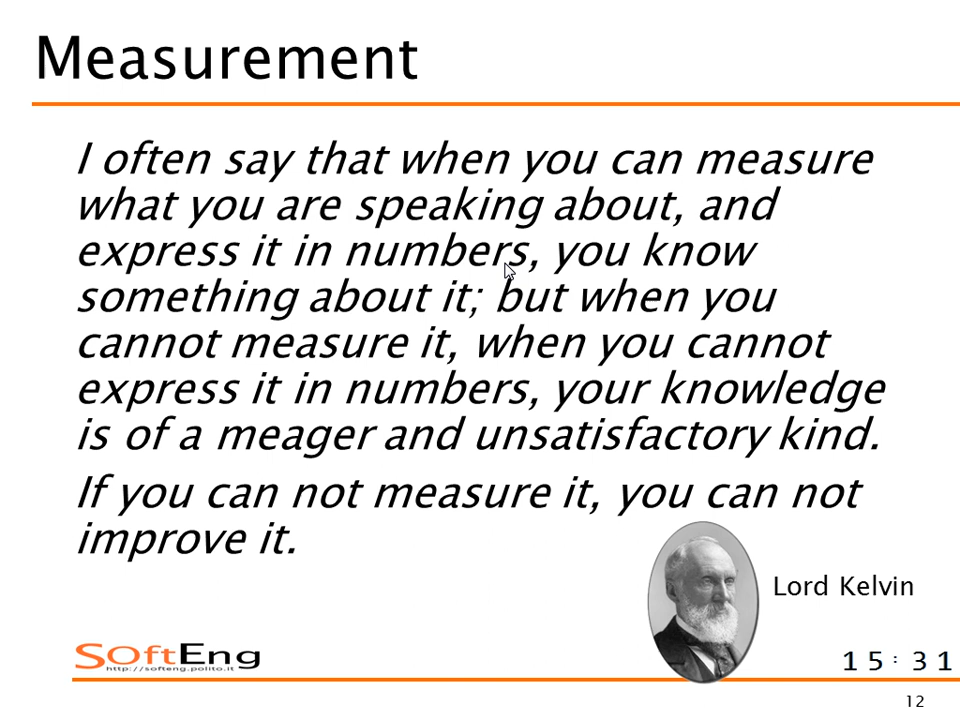 Measurement
I often say that when you can measure
what you are speaking about, and
express it in numbers, you know
something about it; but when you
cannot measure it, when you cannot
express it in numbers, your knowledge
is of a meager and unsatisfactory kind.
If you can not measure it, you can not
improve it.
Lord Kelvin
SOftEng
http://softeng.polito.it
15:31
12